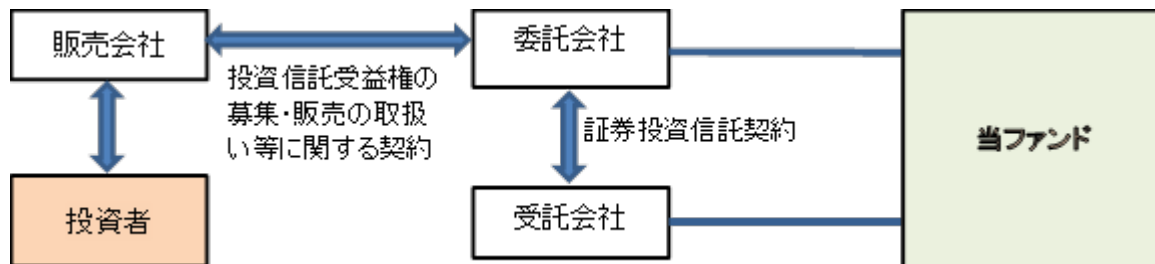 販売会社
委託会社
投資信託受益権の
募集・販売の取扱
い等に関する契約
証券投資信託契約
当ファンド
投資者
受託会社